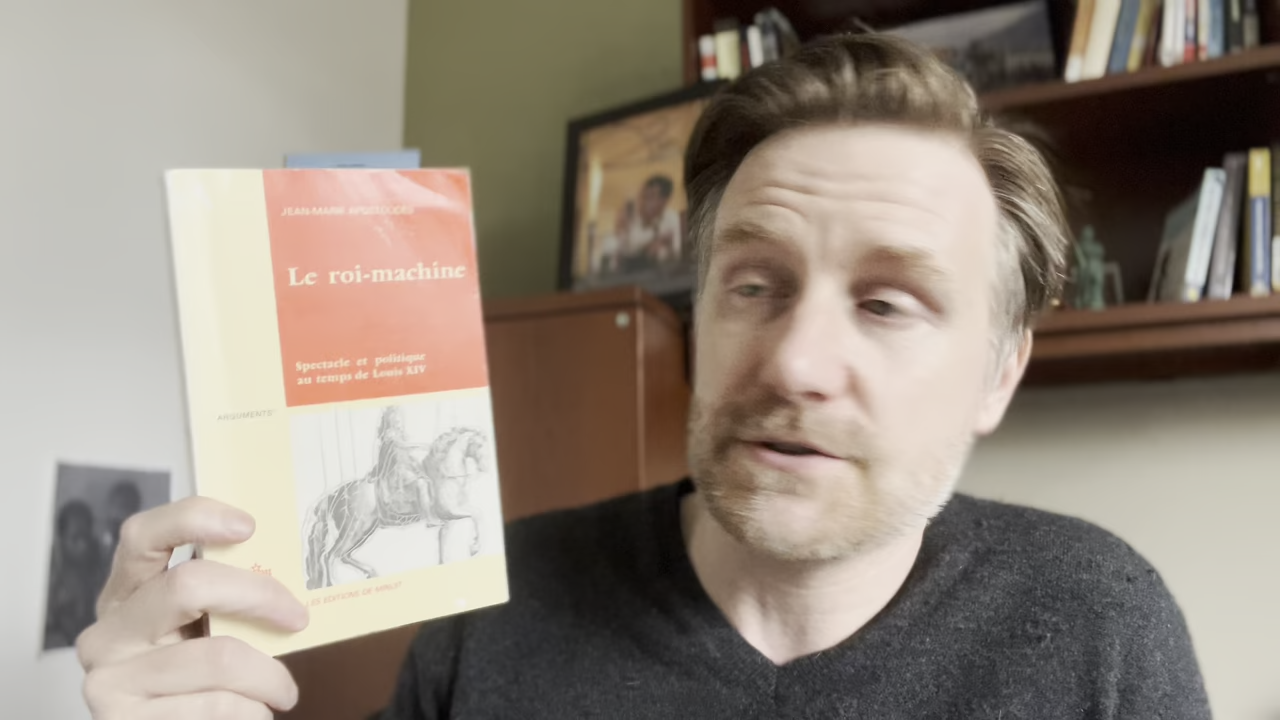 JEAN-MARIE APOSTOLIDÈS
Le roi-machine
Spectacle et politique
au temps de Louis XIV
ARGUMENTS
LES ÉDITIONS DE MINUIT